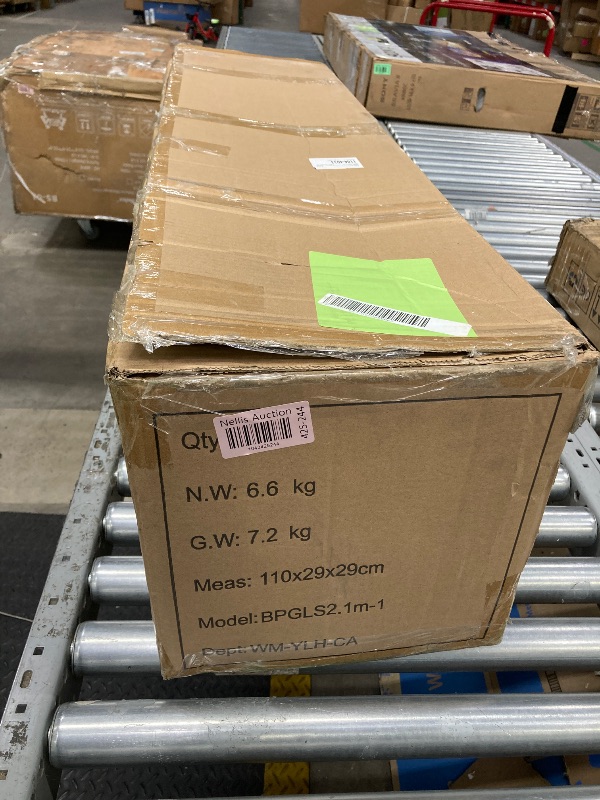 Qty
Nellis Auction
425-244
N.W: 6.6 kg
G.W: 7.2 kg
Meas: 110x29x29cm
Model: BPGLS2.1m-1
Dept: WM-YLH-CA